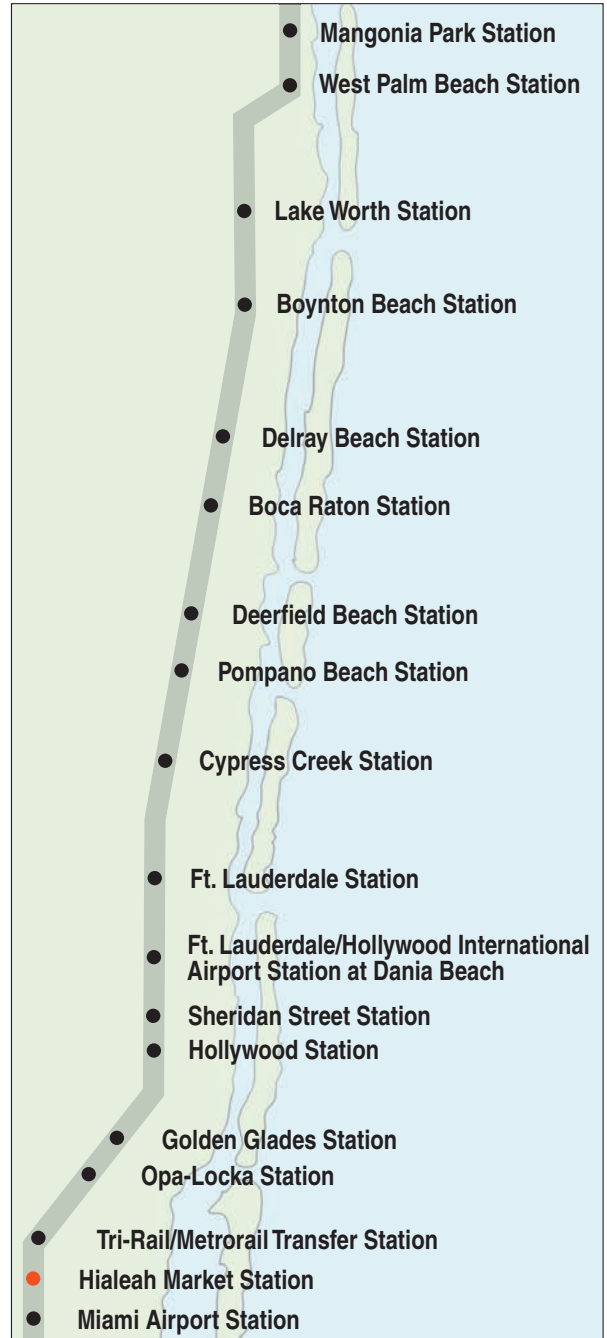 Mangonia Park Station
West Palm Beach Station
Lake Worth Station
Boynton Beach Station
Delray Beach Station
Boca Raton Station
Deerfield Beach Station
Pompano Beach Station
Cypress Creek Station
Ft. Lauderdale Station
Ft. Lauderdale/Hollywood International
Airport Station at Dania Beach
Sheridan Street Station
Hollywood Station
Golden Glades Station
Opa-Locka Station
Tri-Rail/Metrorail Transfer Station
Hialeah Market Station
Miami Airport Station